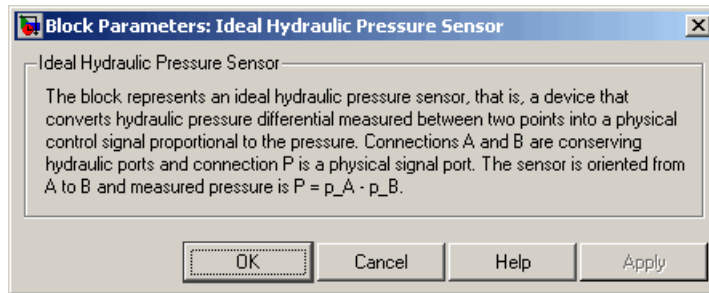 Block Parameters: Ideal Hydraulic Pressure Sensor
Ideal Hydraulic Pressure Sensor
The block represents an ideal hydraulic pressure sensor, that is, a device that
converts hydraulic pressure differential measured between two points into a physical
control signal proportional to the pressure. Connections A and B are conserving
hydraulic ports and connection P is a physical signal port. The sensor is oriented from
A to B and measured pressure is P = p_A - p_B.
OK Cancel Help Apply